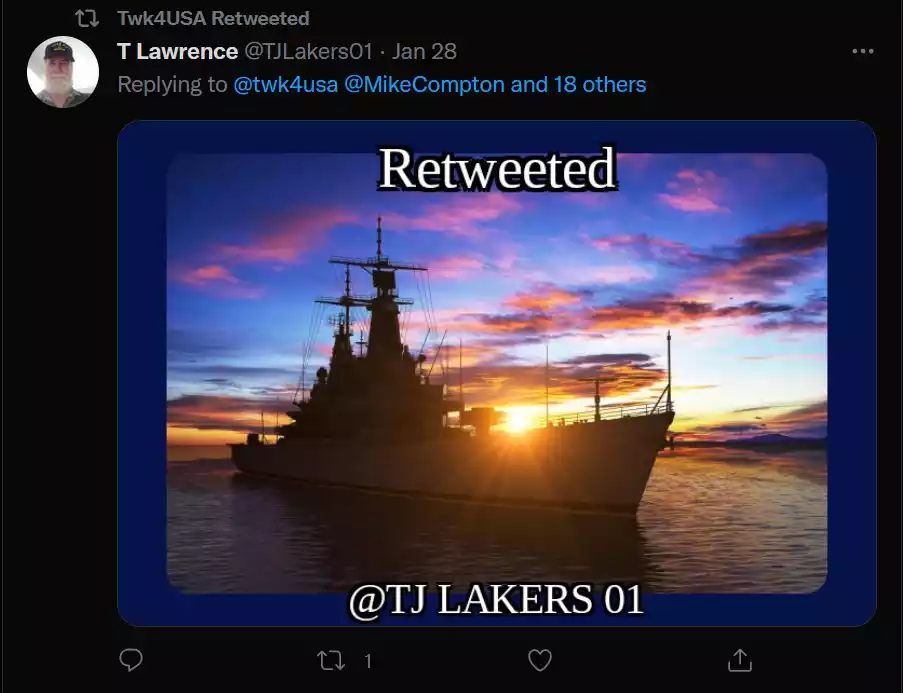 Twk4USA Retweeted
T Lawrence @TJLakers01 · Jan 28
Replying to @twk4usa @MikeCompton and 18 others
Retweeted
@TJ LAKERS 01
1